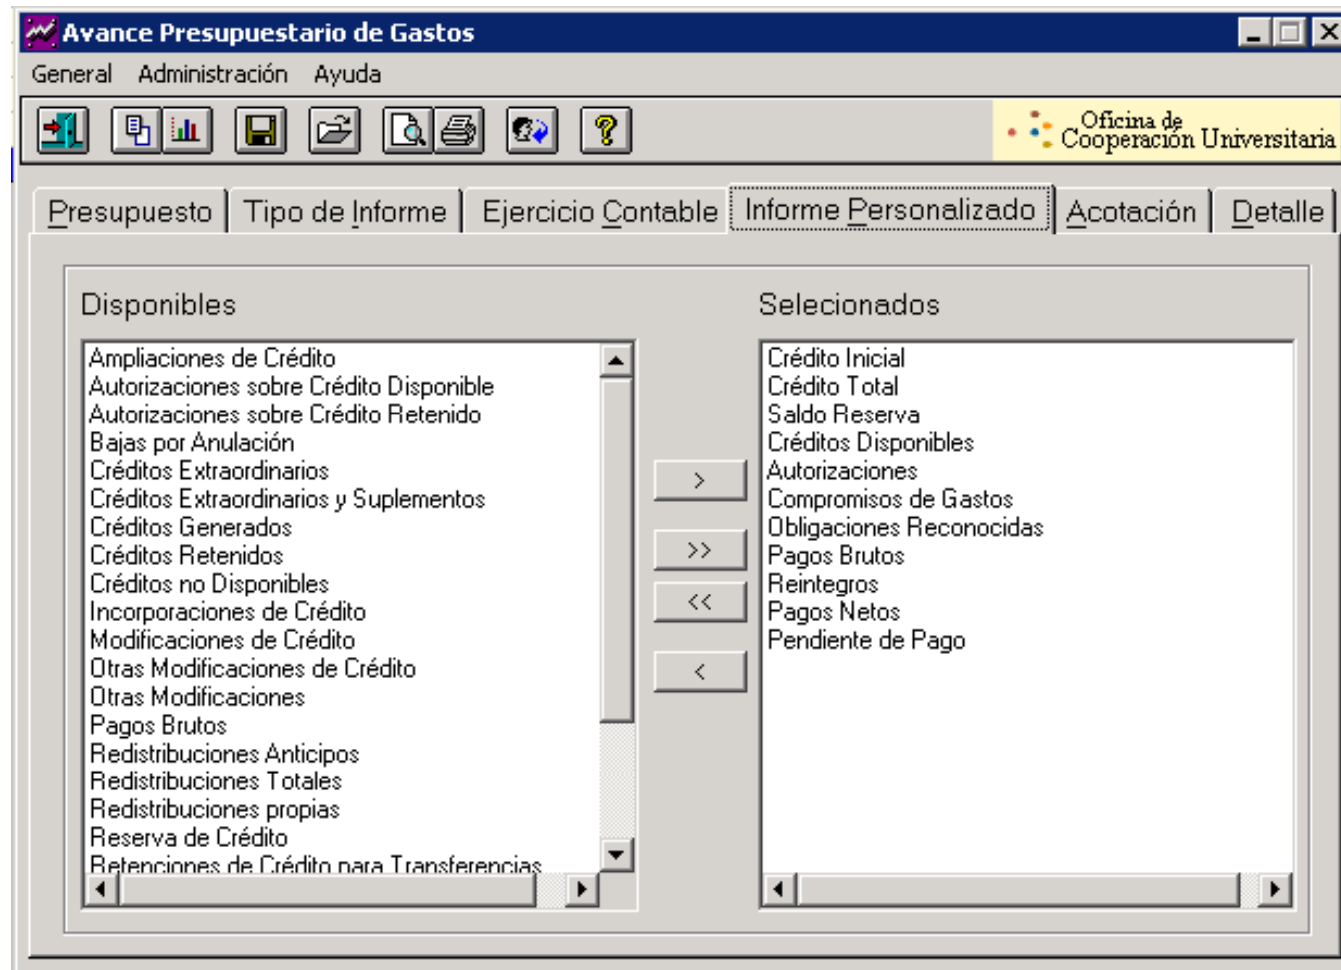 Avance Presupuestario de Gastos
General Administración Ayuda
Oficina de
Cooperación Universitaria
Presupuesto Tipo de Informe Ejercicio Contable Informe Personalizado Acotación Detalle
Disponibles
Ampliaciones de Crédito
Autorizaciones sobre Crédito Disponible
Autorizaciones sobre Crédito Retenido
Bajas por Anulación
Créditos Extraordinarios
Créditos Extraordinarios y Suplementos
Créditos Generados
Créditos Retenidos
Créditos no Disponibles
Incorporaciones de Crédito
Modificaciones de Crédito
Otras Modificaciones de Crédito
Otras Modificaciones
Pagos Brutos
Redistribuciones Anticipos
Redistribuciones Totales
Redistribuciones propias
Reserva de Crédito
Retenciones de Crédito para Transferencias
>
>>
<<
<
Selecionados
Crédito Inicial
Crédito Total
Saldo Reserva
Créditos Disponibles
Autorizaciones
Compromisos de Gastos
Obligaciones Reconocidas
Pagos Brutos
Reintegros
Pagos Netos
Pendiente de Pago